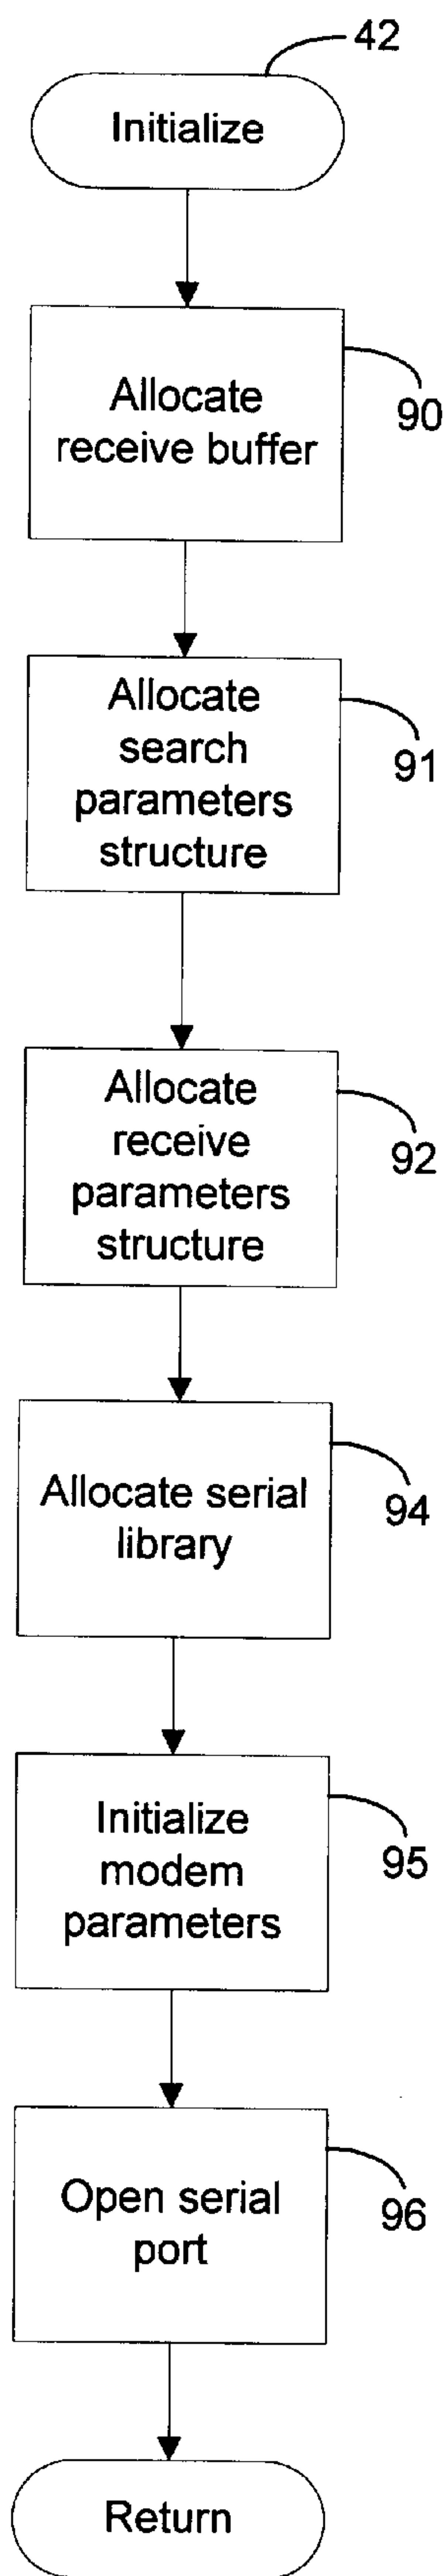 42
Initialize
Allocate
receive buffer
90
Allocate
search
parameters
structure
91
Allocate
receive
parameters
structure
92
Allocate serial
library
94
Initialize
modem
parameters
95
Open serial
port
96
Return